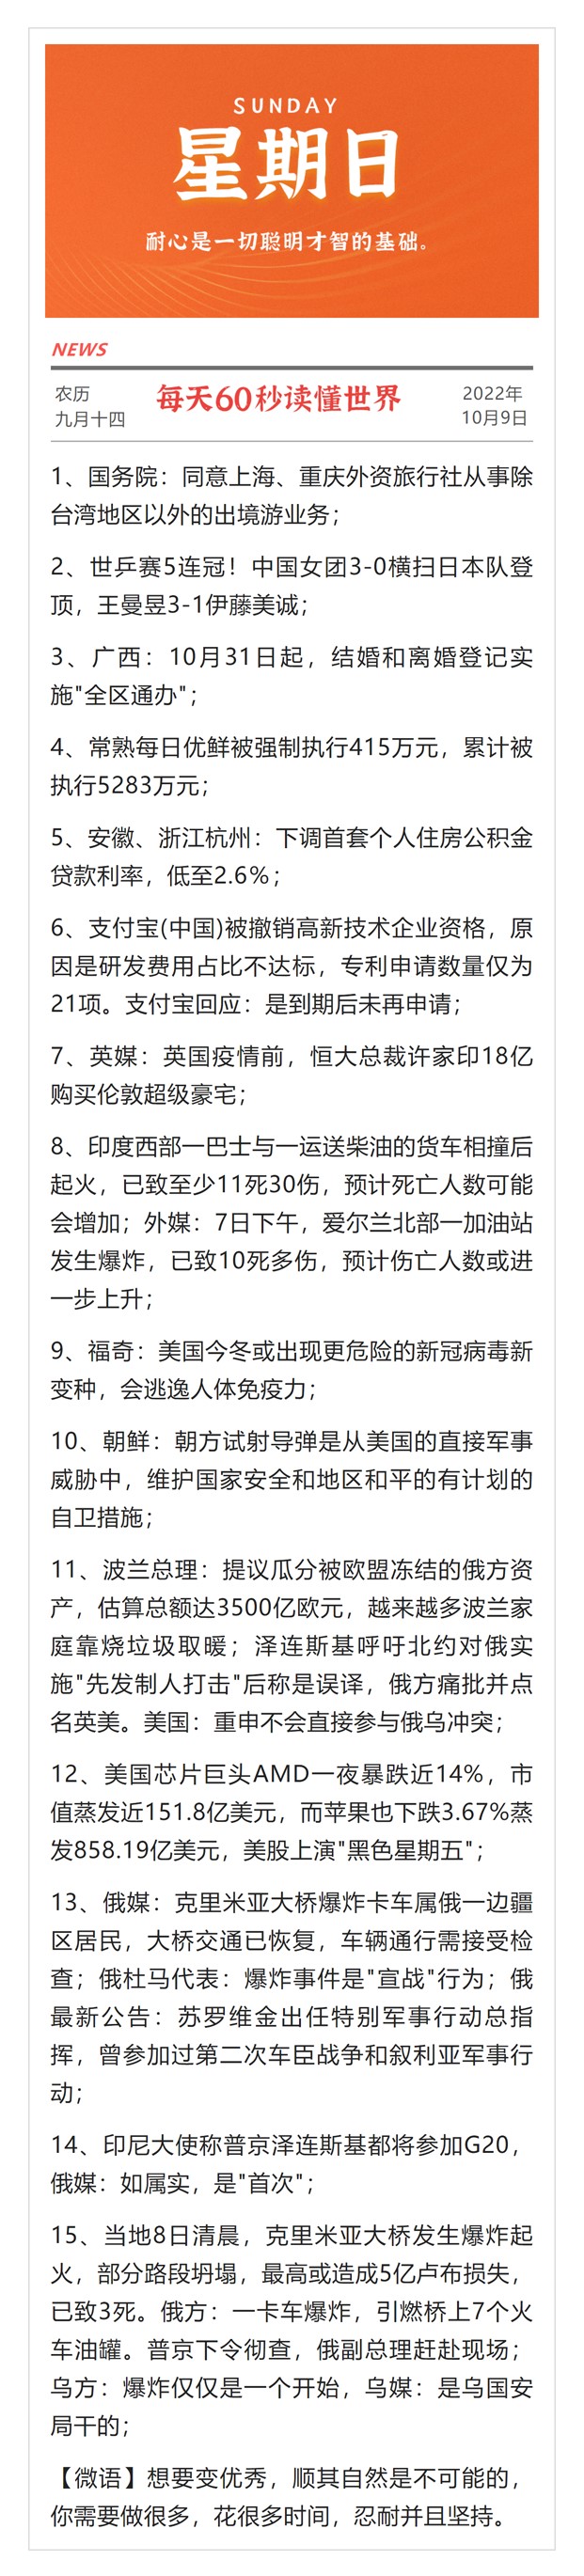 SUNDAY
星期日
耐心是一切聪明才智的基础。
NEWS
农历
九月十四
每天60秒读懂世界
2022年
10月9日
1、国务院：同意上海、重庆外资旅行社从事除
台湾地区以外的出境游业务；
2、世乒赛5连冠！中国女团3-0横扫日本队登
顶，王曼昱3-1伊藤美诚；
3、广西：10月31日起，结婚和离婚登记实
施"全区通办"；
4、常熟每日优鲜被强制执行415万元，累计被
执行5283万元；
5、安徽、浙江杭州：下调首套个人住房公积金
贷款利率，低至2.6%；
6、支付宝(中国)被撤销高新技术企业资格，原
因是研发费用占比不达标，专利申请数量仅为
21项。支付宝回应：是到期后未再申请；
7、英媒：英国疫情前，恒大总裁许家印18亿
购买伦敦超级豪宅；
8、印度西部一巴士与一运送柴油的货车相撞后
起火，已致至少11死30伤，预计死亡人数可能
会增加；外媒：7日下午，爱尔兰北部一加油站
发生爆炸，已致10死多伤，预计伤亡人数或进
一步上升；
9、福奇：美国今冬或出现更危险的新冠病毒新
变种，会逃逸人体免疫力；
10、朝鲜：朝方试射导弹是从美国的直接军事
威胁中，维护国家安全和地区和平的有计划的
自卫措施；
11、波兰总理：提议瓜分被欧盟冻结的俄方资
产，估算总额达3500亿欧元，越来越多波兰家
庭靠烧垃圾取暖；泽连斯基呼吁北约对俄实
施"先发制人打击"后称是误译，俄方痛批并点
名英美。美国：重申不会直接参与俄乌冲突；
12、美国芯片巨头AMD一夜暴跌近14%，市
值蒸发近151.8亿美元，而苹果也下跌3.67%蒸
发858.19亿美元，美股上演"黑色星期五"；
13、俄媒：克里米亚大桥爆炸卡车属俄一边疆
区居民，大桥交通已恢复，车辆通行需接受检
查；俄杜马代表：爆炸事件是"宣战"行为；俄
最新公告：苏罗维金出任特别军事行动总指
挥，曾参加过第二次车臣战争和叙利亚军事行
动；
14、印尼大使称普京泽连斯基都将参加G20，
俄媒：如属实，是"首次"；
15、当地8日清晨，克里米亚大桥发生爆炸起
火，部分路段坍塌，最高或造成5亿卢布损失，
已致3死。俄方：一卡车爆炸，引燃桥上7个火
车油罐。普京下令彻查，俄副总理赶赴现场；
乌方：爆炸仅仅是一个开始，乌媒：是乌国安
局干的；
【微语】想要变优秀，顺其自然是不可能的，
你需要做很多，花很多时间，忍耐并且坚持。